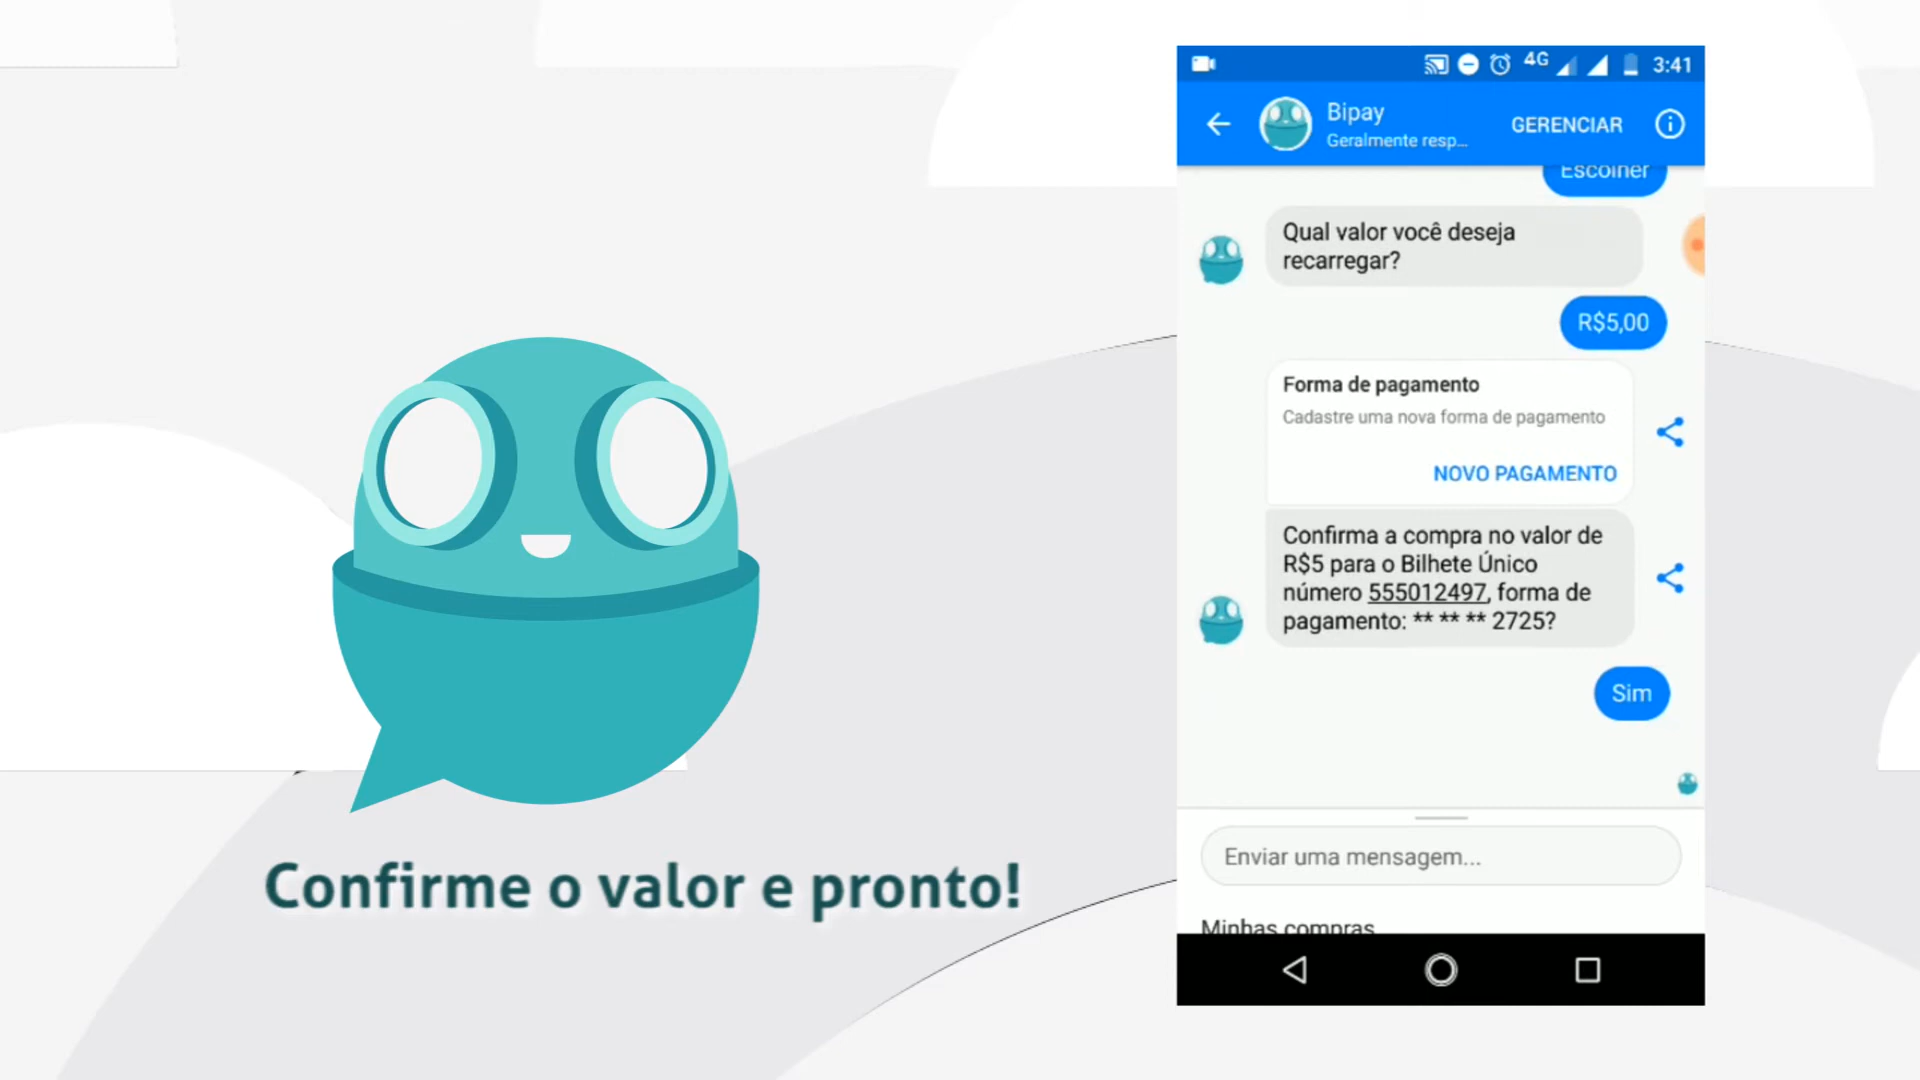 4G 3:41
Bipay
Geralmente resp...
GERENCIAR
Escolher
Qual valor você deseja
recarregar?
R$5,00
Forma de pagamento
Cadastre uma nova forma de pagamento
NOVO PAGAMENTO
Confirma a compra no valor de
R$5 para o Bilhete Único
número 555012497, forma de
pagamento: ** ** ** 2725?
Sim
Enviar uma mensagem...
Minhas compras
Confirme o valor e pronto!